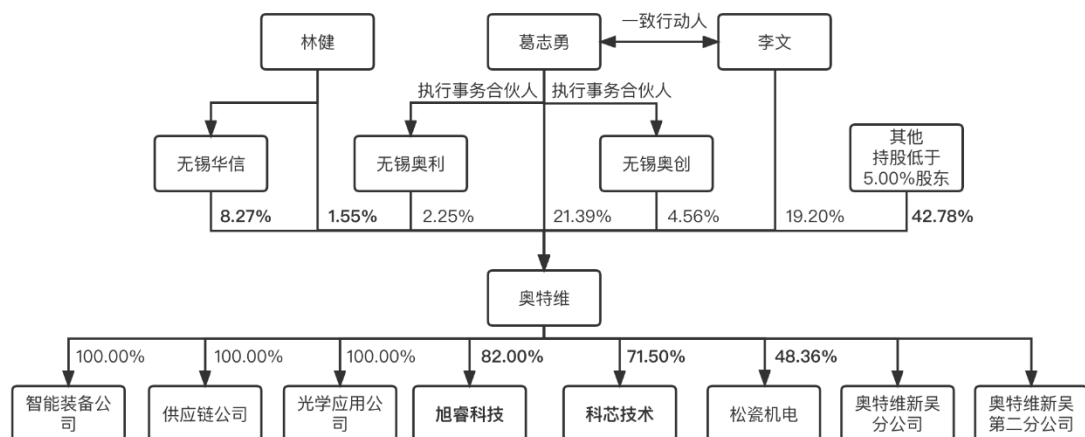 一致行动人
林健
葛志勇
李文
执行事务合伙人
执行事务合伙人
无锡华信
无锡奥利
无锡奥创
其他
持股低于
5.00%股东
8.27%
1.55%
2.25%
21.39%
4.56%
19.20%
42.78%
奥特维
100.00%
100.00%
100.00%
82.00%
71.50%
48.36%
智能装备公
司
供应链公司
光学应用公
司
旭睿科技
科芯技术
松瓷机电
奥特维新吴
分公司
奥特维新吴
第二分公司